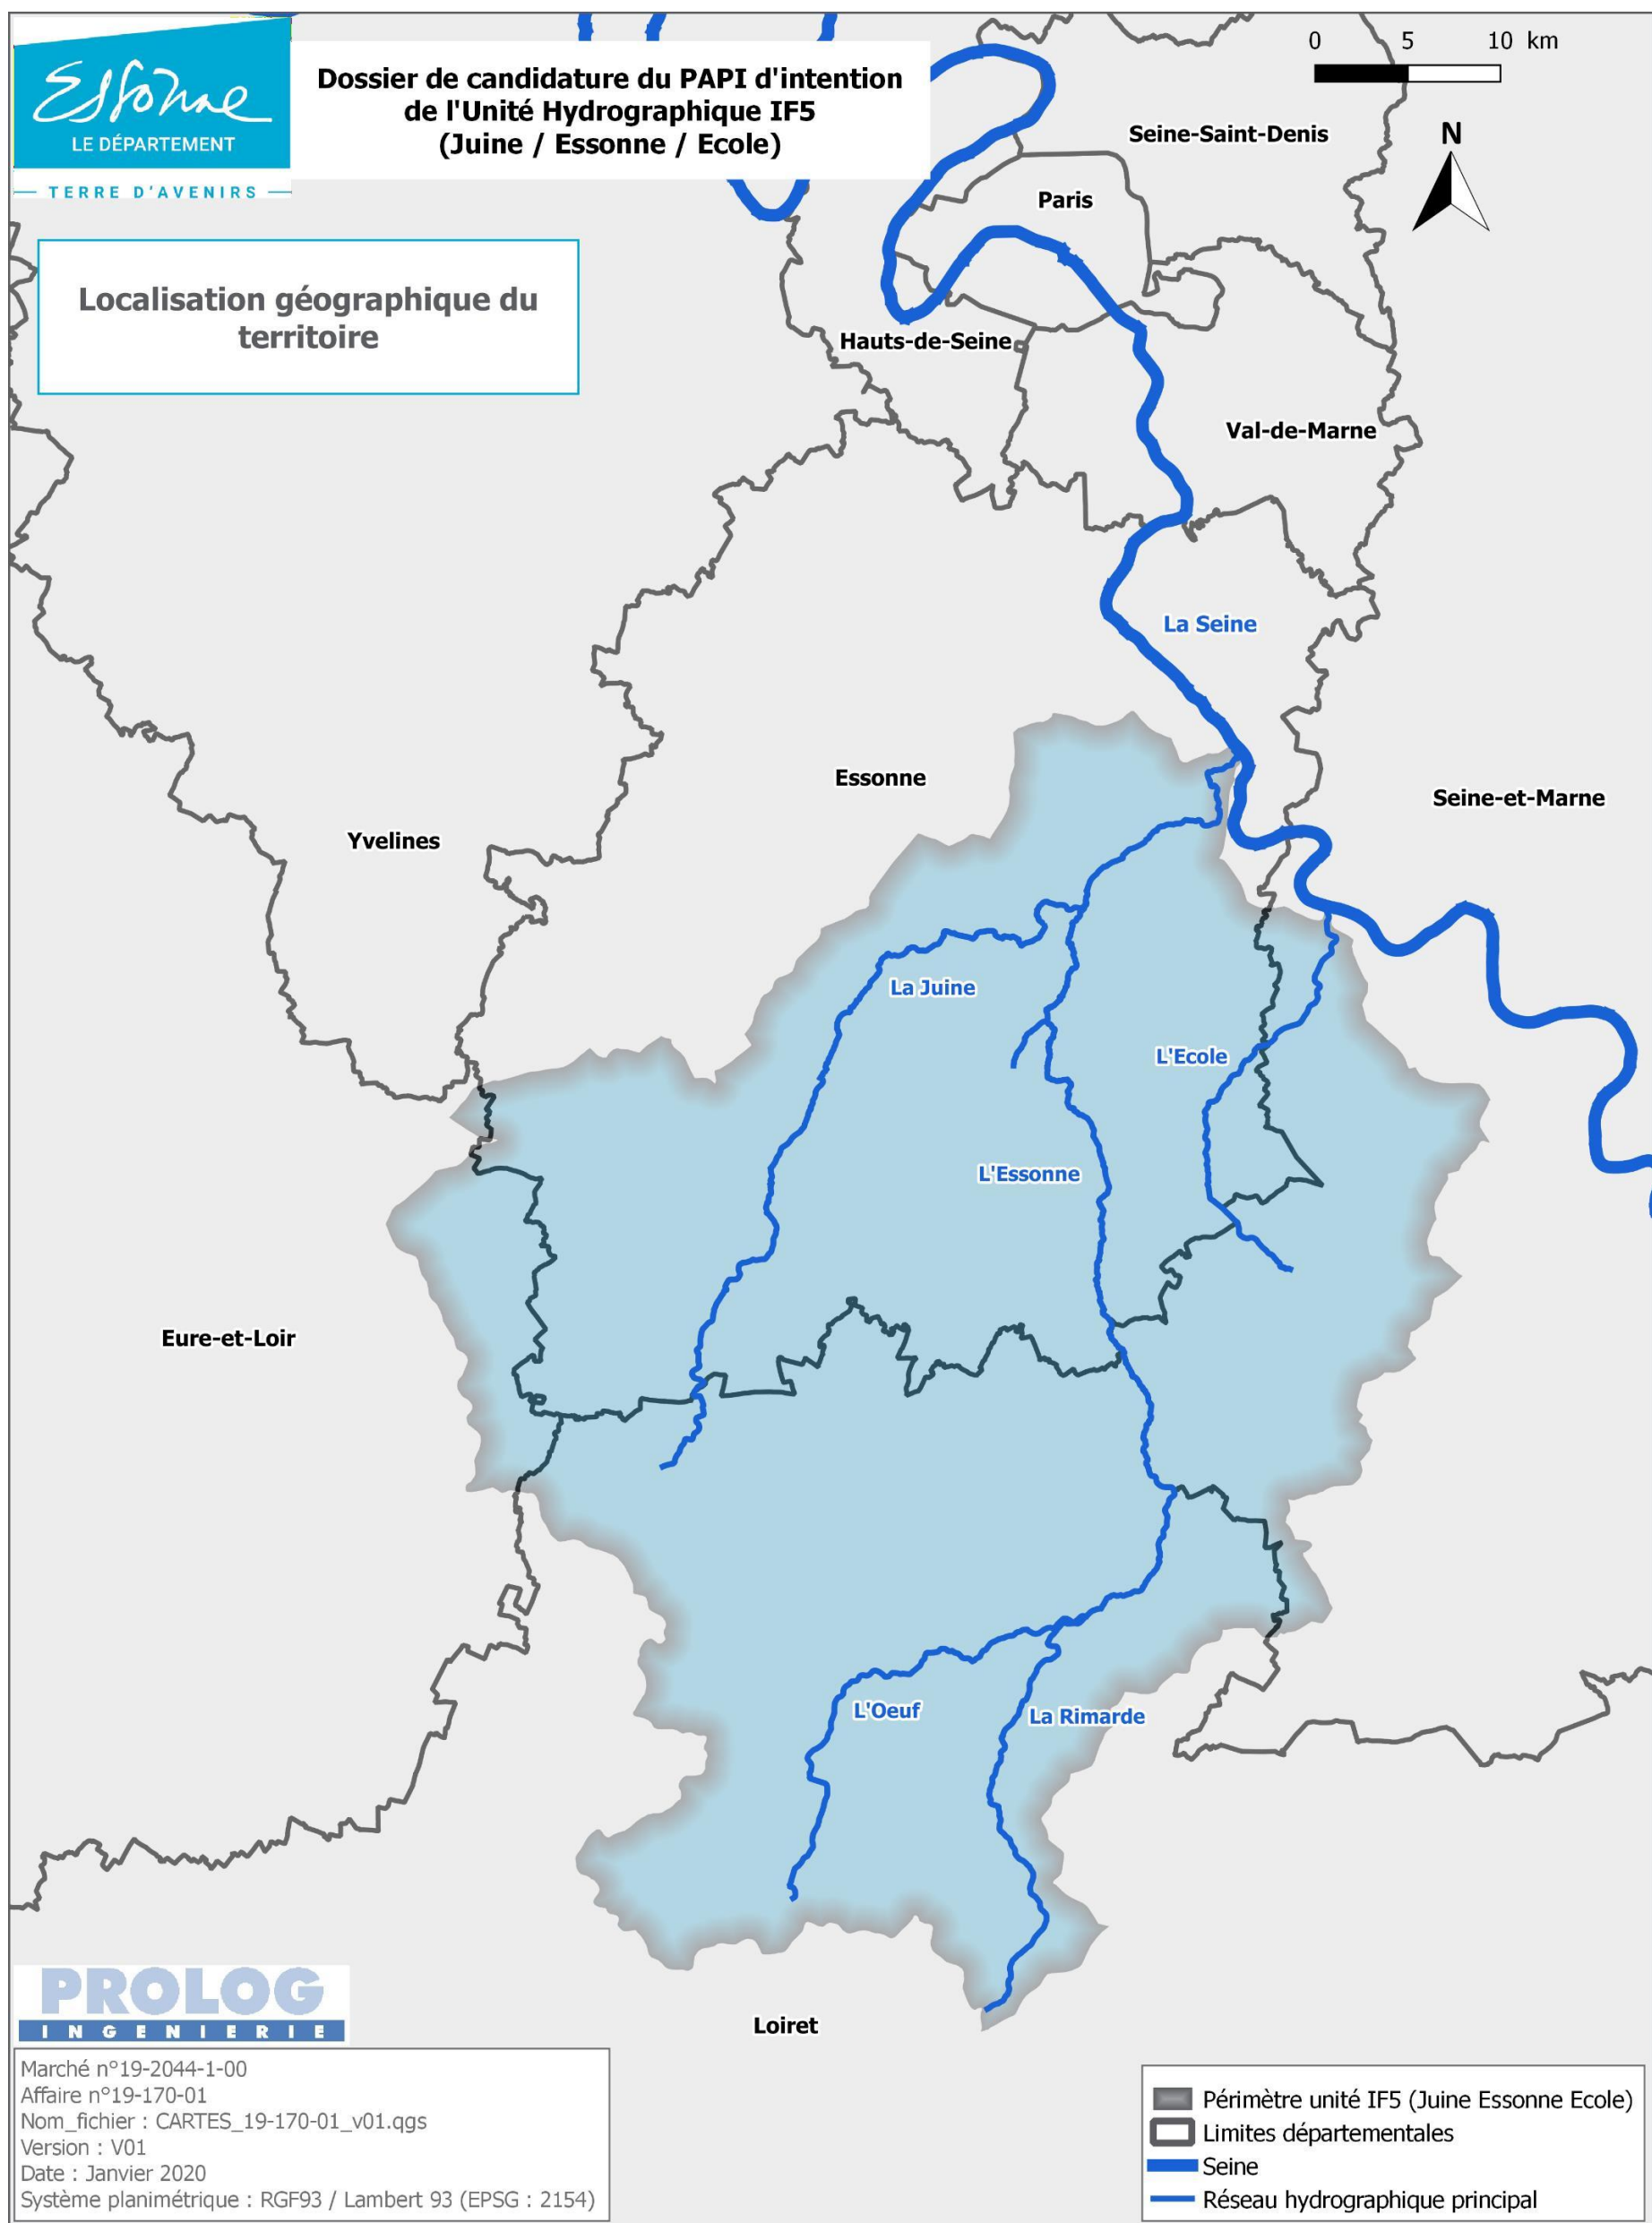 Essonne
LE DÉPARTEMENT
TERRE D'AVENIRS
Dossier de candidature du PAPI d'intention
de l'Unité Hydrographique IF5
(Juine / Essonne / Ecole)
0 5 10 km
N
Localisation géographique du
territoire
Seine-Saint-Denis
Paris
Hauts-de-Seine
Val-de-Marne
La Seine
Essonne
Seine-et-Marne
Yvelines
La Juine
L'Ecole
L'Essonne
Eure-et-Loir
L'Oeuf
La Rimarde
Loiret
PROLOG
INGENIERIE
Marché n°19-2044-1-00
Affaire n°19-170-01
Nom_fichier : CARTES_19-170-01_v01.qgs
Version : V01
Date : Janvier 2020
Système planimétrique : RGF93 / Lambert 93 (EPSG : 2154)
Périmètre unité IF5 (Juine Essonne Ecole)
Limites départementales
Seine
Réseau hydrographique principal